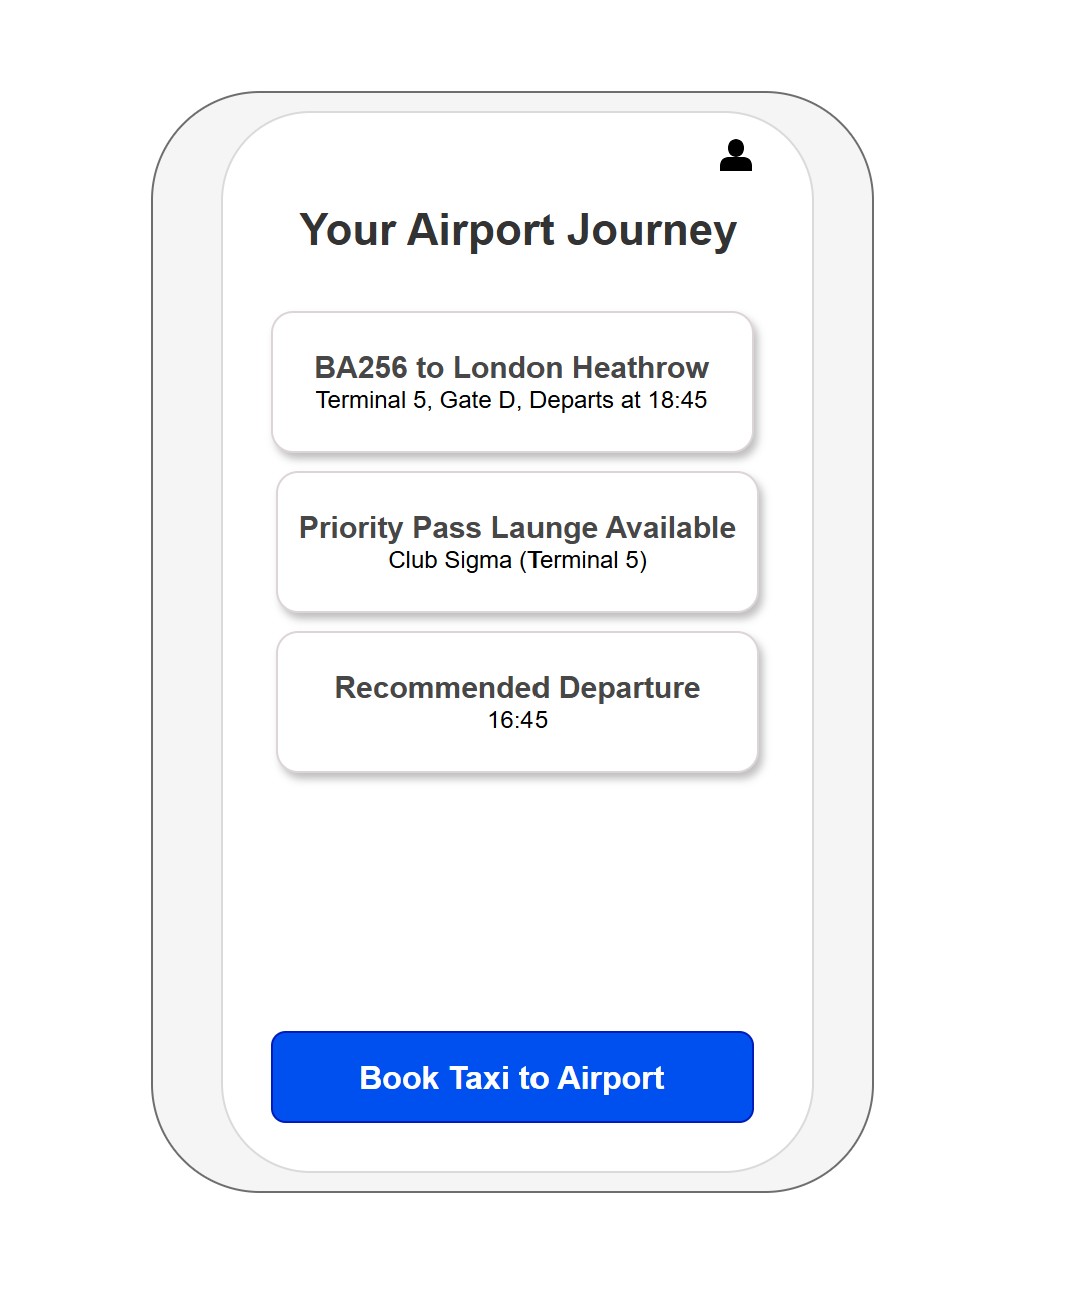 Your Airport Journey
BA256 to London Heathrow
Terminal 5, Gate D, Departs at 18:45
Priority Pass Launge Available
Club Sigma (Terminal 5)
Recommended Departure
16:45
Book Taxi to Airport